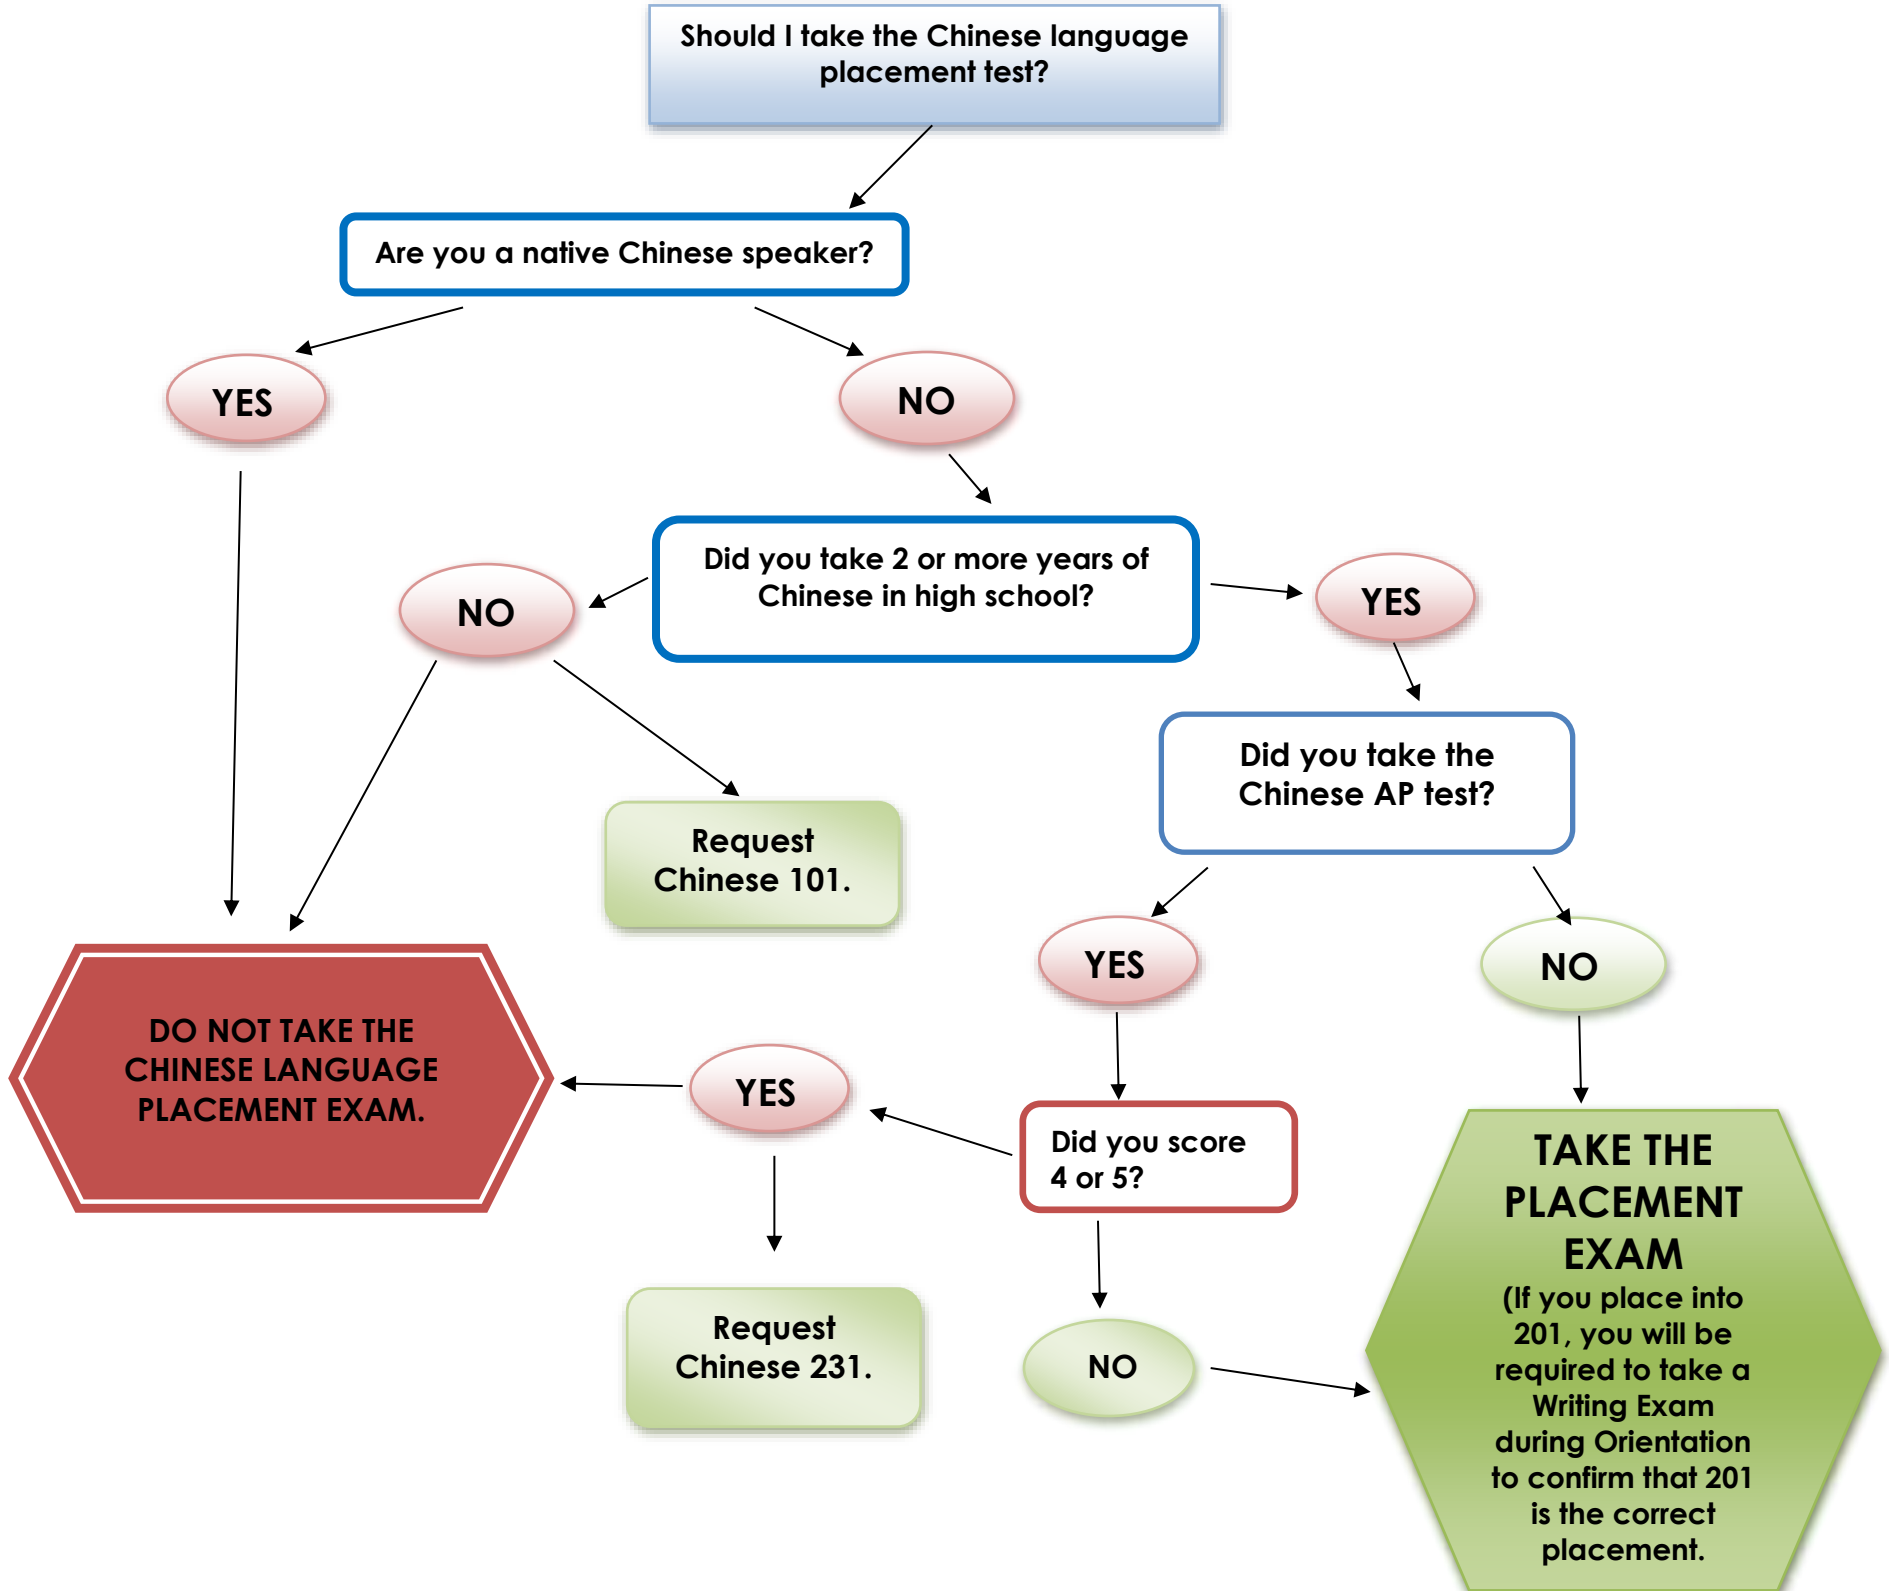 Should I take the Chinese language
placement test?
Are you a native Chinese speaker?
YES
NO
Did you take 2 or more years of
Chinese in high school?
NO
YES
Did you take the
Chinese AP test?
Request
Chinese 101.
YES
NO
DO NOT TAKE THE
CHINESE LANGUAGE
PLACEMENT EXAM.
YES
Did you score
4 or 5?
TAKE THE
PLACEMENT
EXAM
(If you place into
201, you will be
required to take a
Writing Exam
during Orientation
to confirm that 201
is the correct
placement.
Request
Chinese 231.
NO